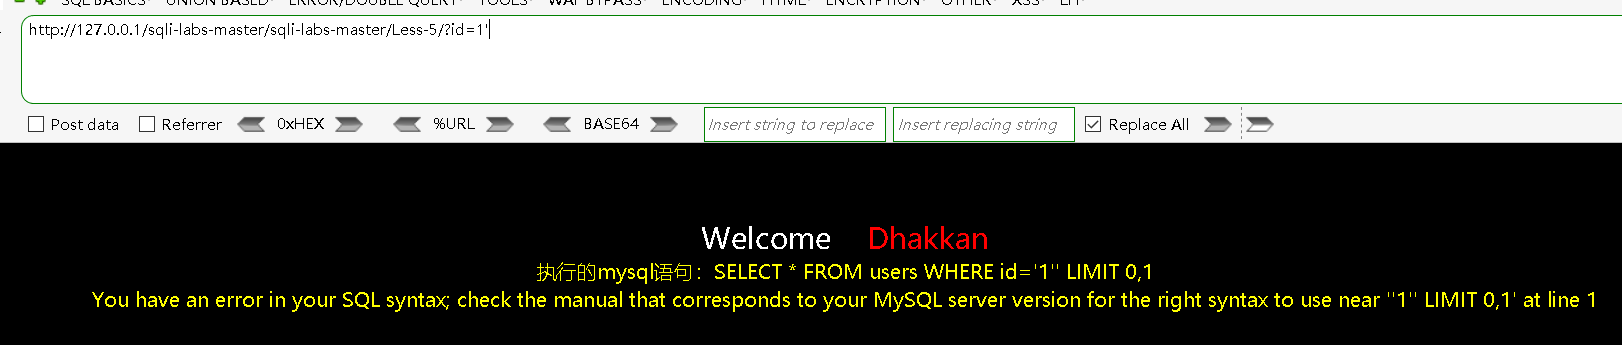 SQL BASICS UNION BASED ERROR/DOUBLE QUERY TOOLS WAF BYPASS ENCODING HTML ENCRYPTION OTHER XSS LFI
http://127.0.0.1/sqli-labs-master/sqli-labs-master/Less-5/?id=1'
Post data Referrer 0xHEX %URL BASE64 Insert string to replace Insert replacing string Replace All
Welcome Dhakkan
执行的mysql语句：SELECT * FROM users WHERE id='1'' LIMIT 0,1
You have an error in your SQL syntax; check the manual that corresponds to your MySQL server version for the right syntax to use near ''1'' LIMIT 0,1' at line 1